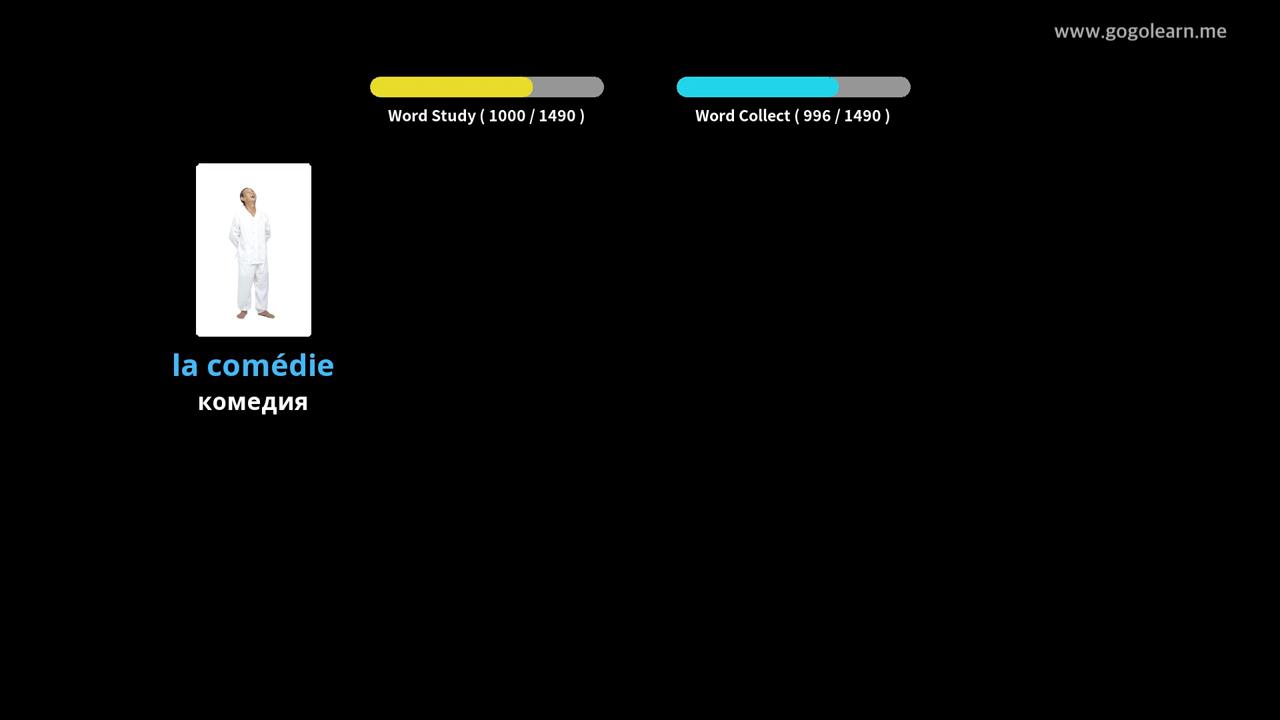 www.gogolearn.me
Word Study ( 1000 / 1490 )
Word Collect ( 996 / 1490 )
la comédie
комедия